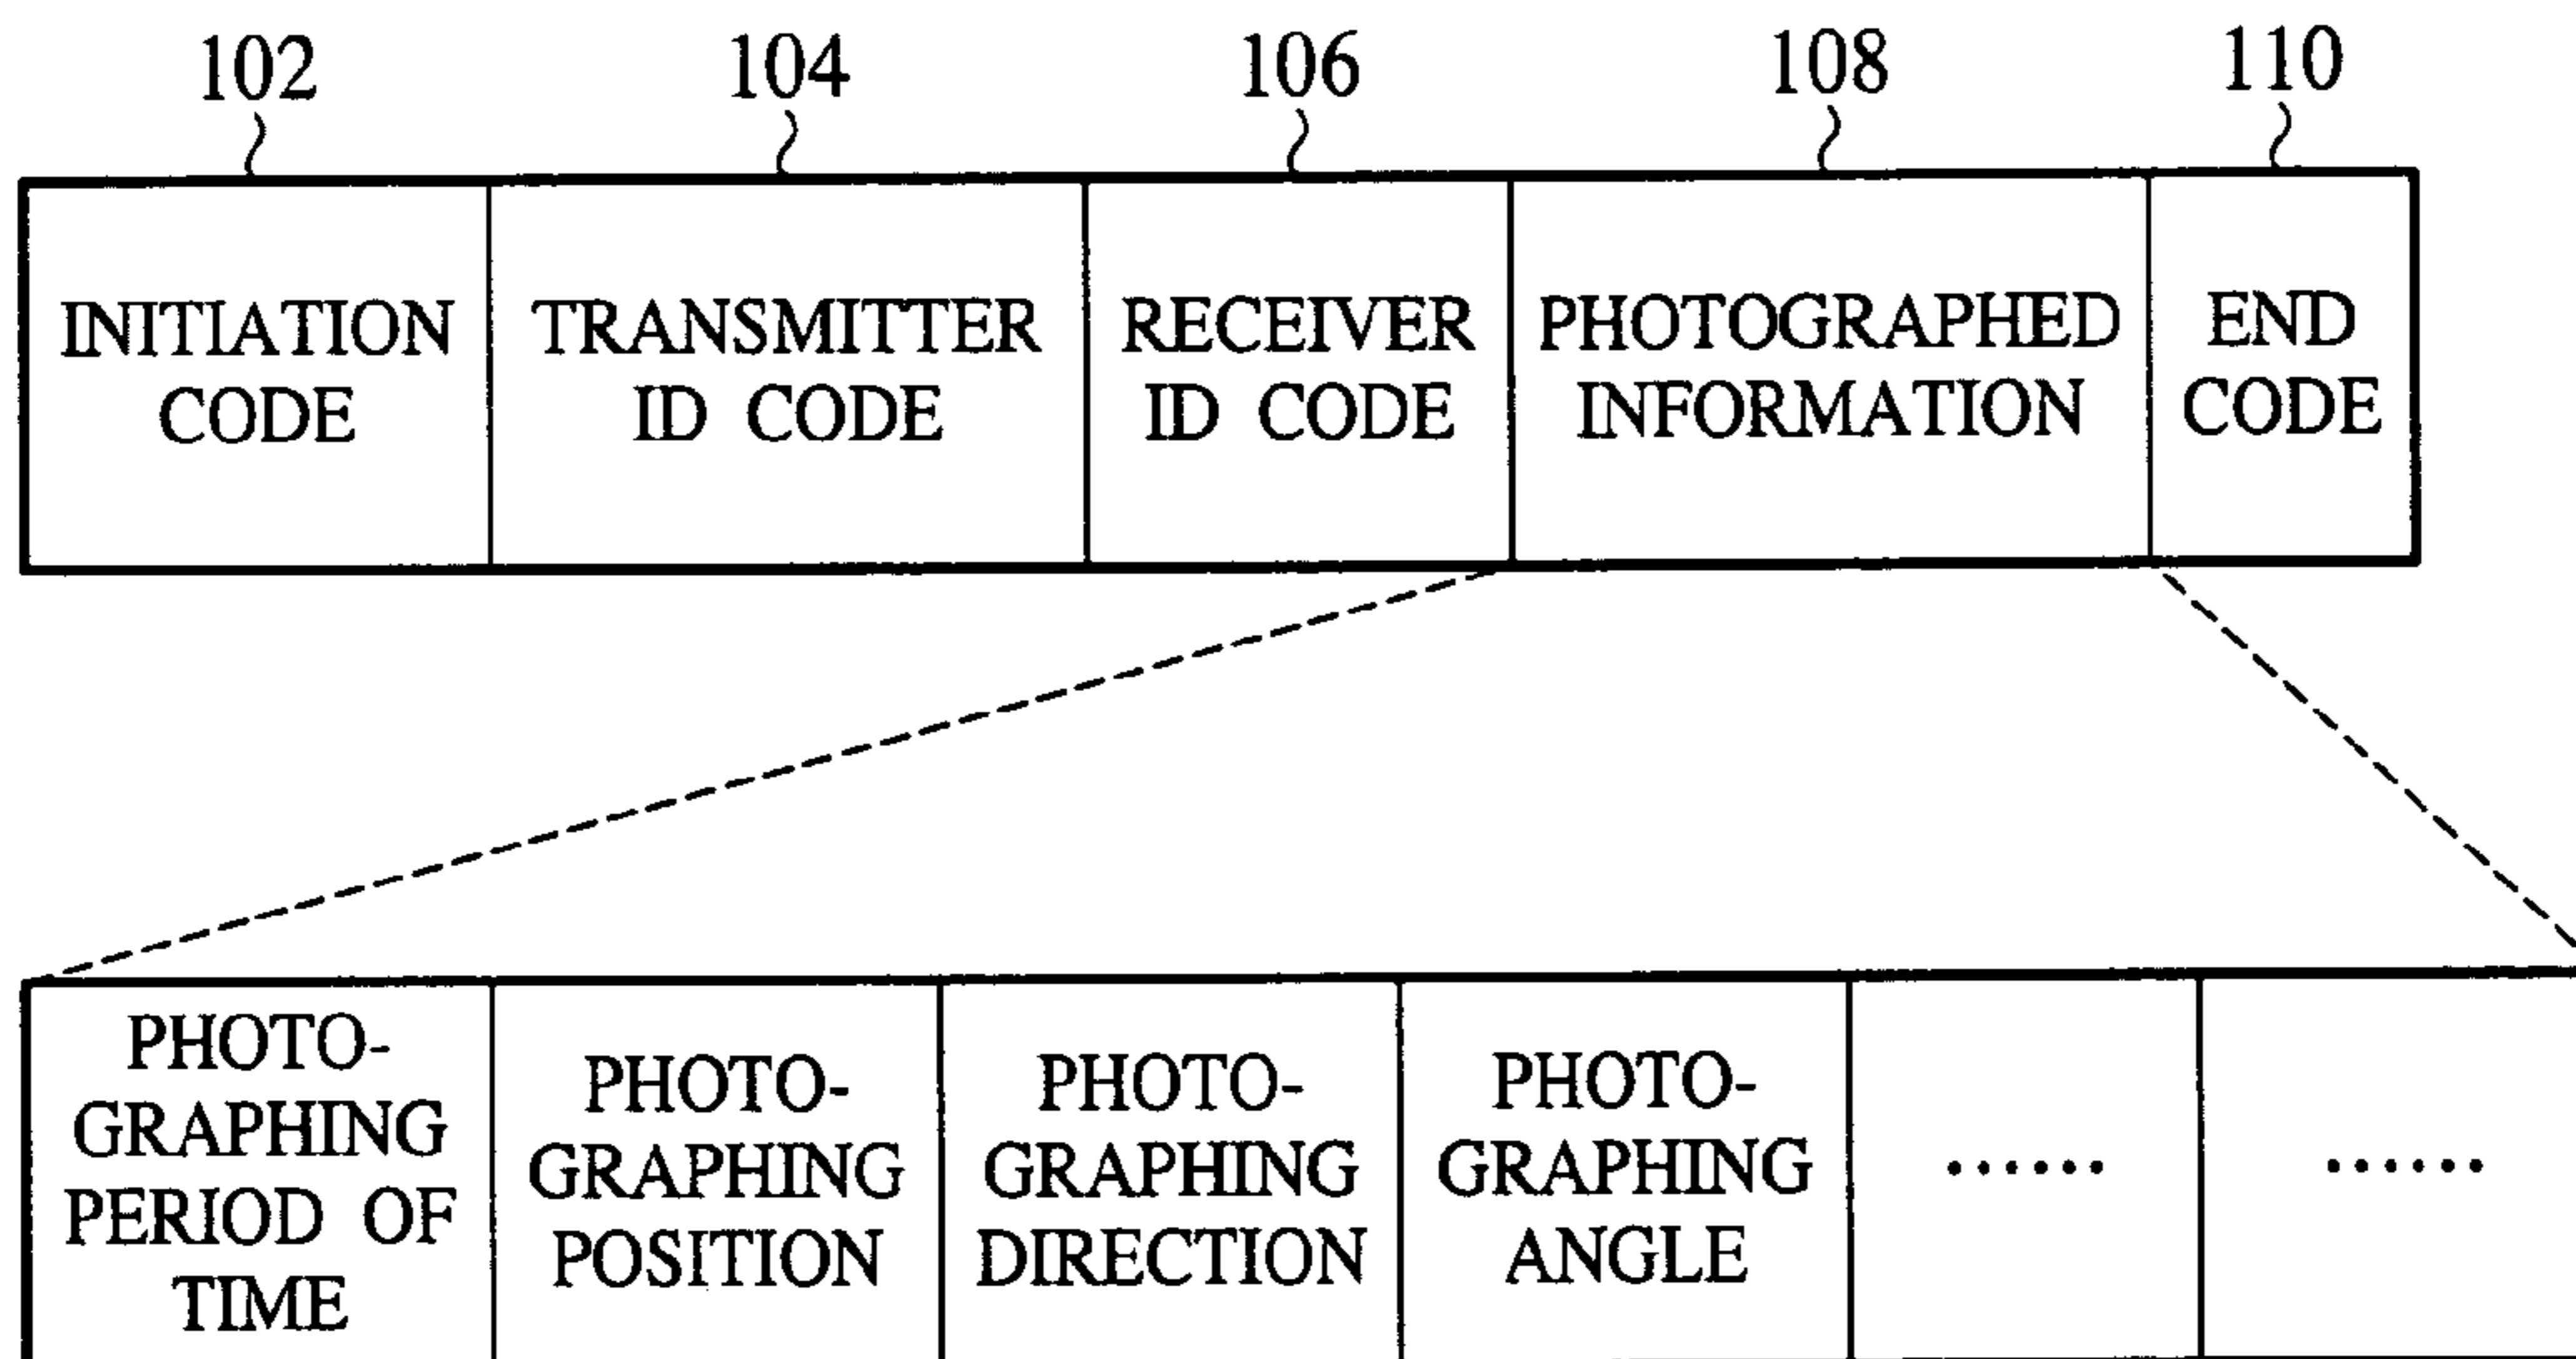 102 104 106 108 110
INITIATION CODE
TRANSMITTER ID CODE
RECEIVER ID CODE
PHOTOGRAPHED INFORMATION
END CODE
PHOTO-
GRAPHING
PERIOD OF
TIME
PHOTO-
GRAPHING
POSITION
PHOTO-
GRAPHING
DIRECTION
PHOTO-
GRAPHING
ANGLE
······
······